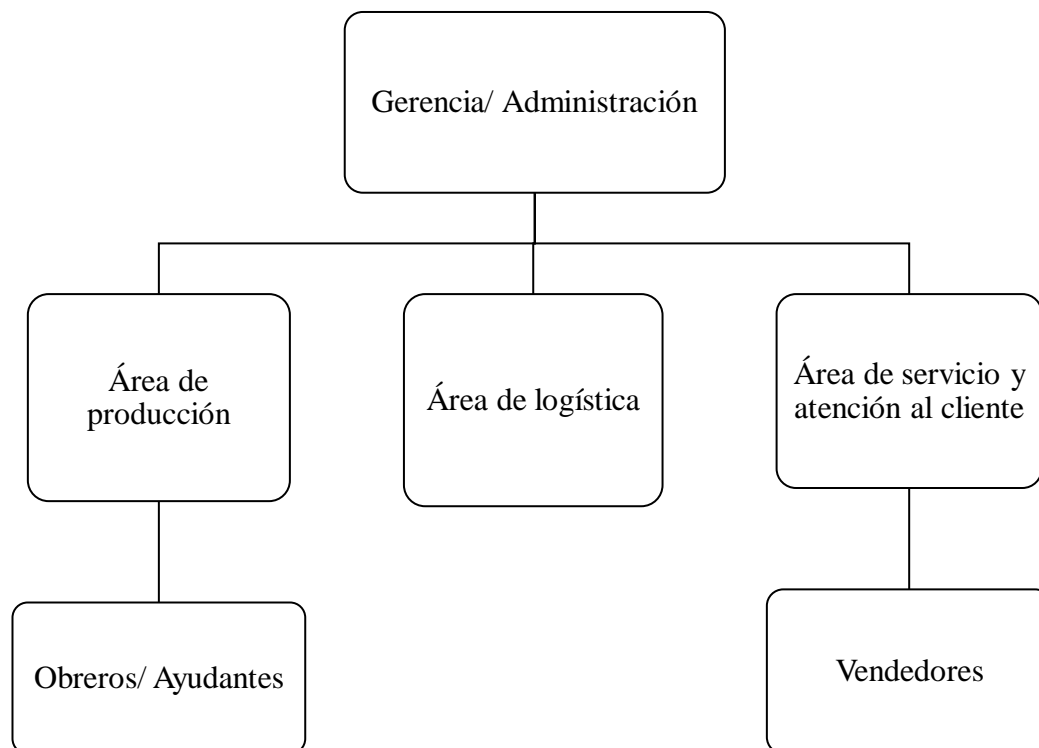 Gerencia/ Administración
Área de
producción
Área de logística
Área de servicio y
atención al cliente
Obreros/ Ayudantes
Vendedores